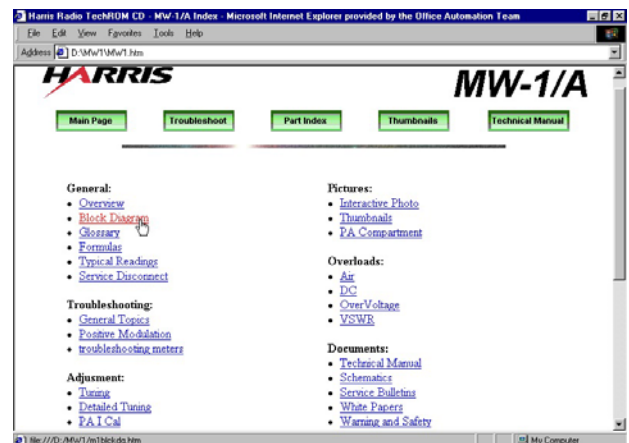 Harris Radio TechROM CD - MW-1/A Index - Microsoft Internet Explorer provided by the Office Automation Team
File Edit View Favorites Tools Help
Address D:\MW1\MW1.htm
HARRIS
MW-1/A
Main Page Troubleshoot Part Index Thumbnails Technical Manual
General:
Overview
Block Diagram
Glossary
Formulas
Typical Readings
Service Disconnect
Troubleshooting:
General Topics
Positive Modulation
troubleshooting meters
Adjusment:
Tuning
Detailed Tuning
PA I Cal
Pictures:
Interactive Photo
Thumbnails
PA Compartment
Overloads:
Air
DC
OverVoltage
VSWR
Documents:
Technical Manual
Schematics
Service Bulletins
White Papers
Warning and Safety
file:///D:/MW1/m1blckdg.htm
My Computer